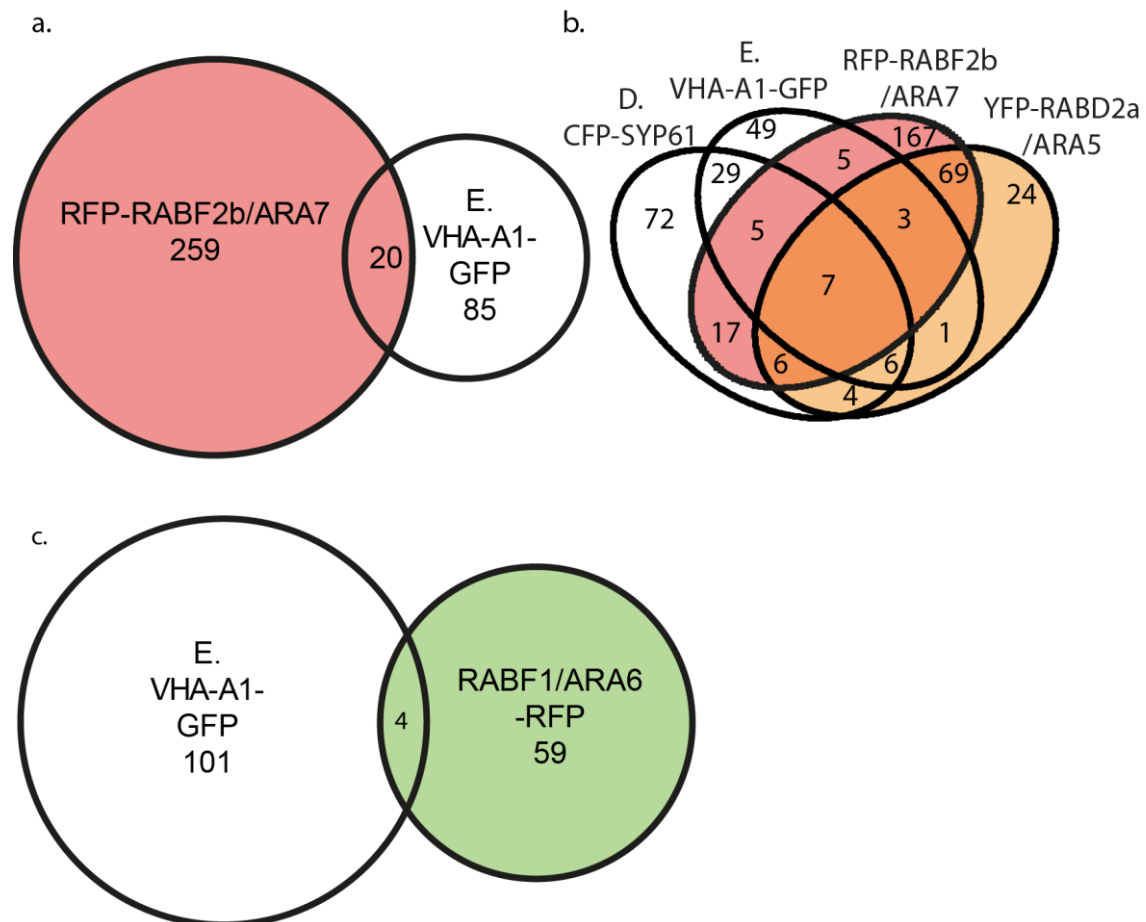 a.
RFP-RABF2b/ARA7
259
20
E.
VHA-A1-
GFP
85
b.
D.
CFP-SYP61
E.
VHA-A1-GFP
RFP-RABF2b
/ARA7
YFP-RABD2a
/ARA5
49
167
5
29
69
24
72
5
3
7
17
1
6
6
4
c.
E.
VHA-A1-
GFP
101
4
RABF1/ARA6
-RFP
59